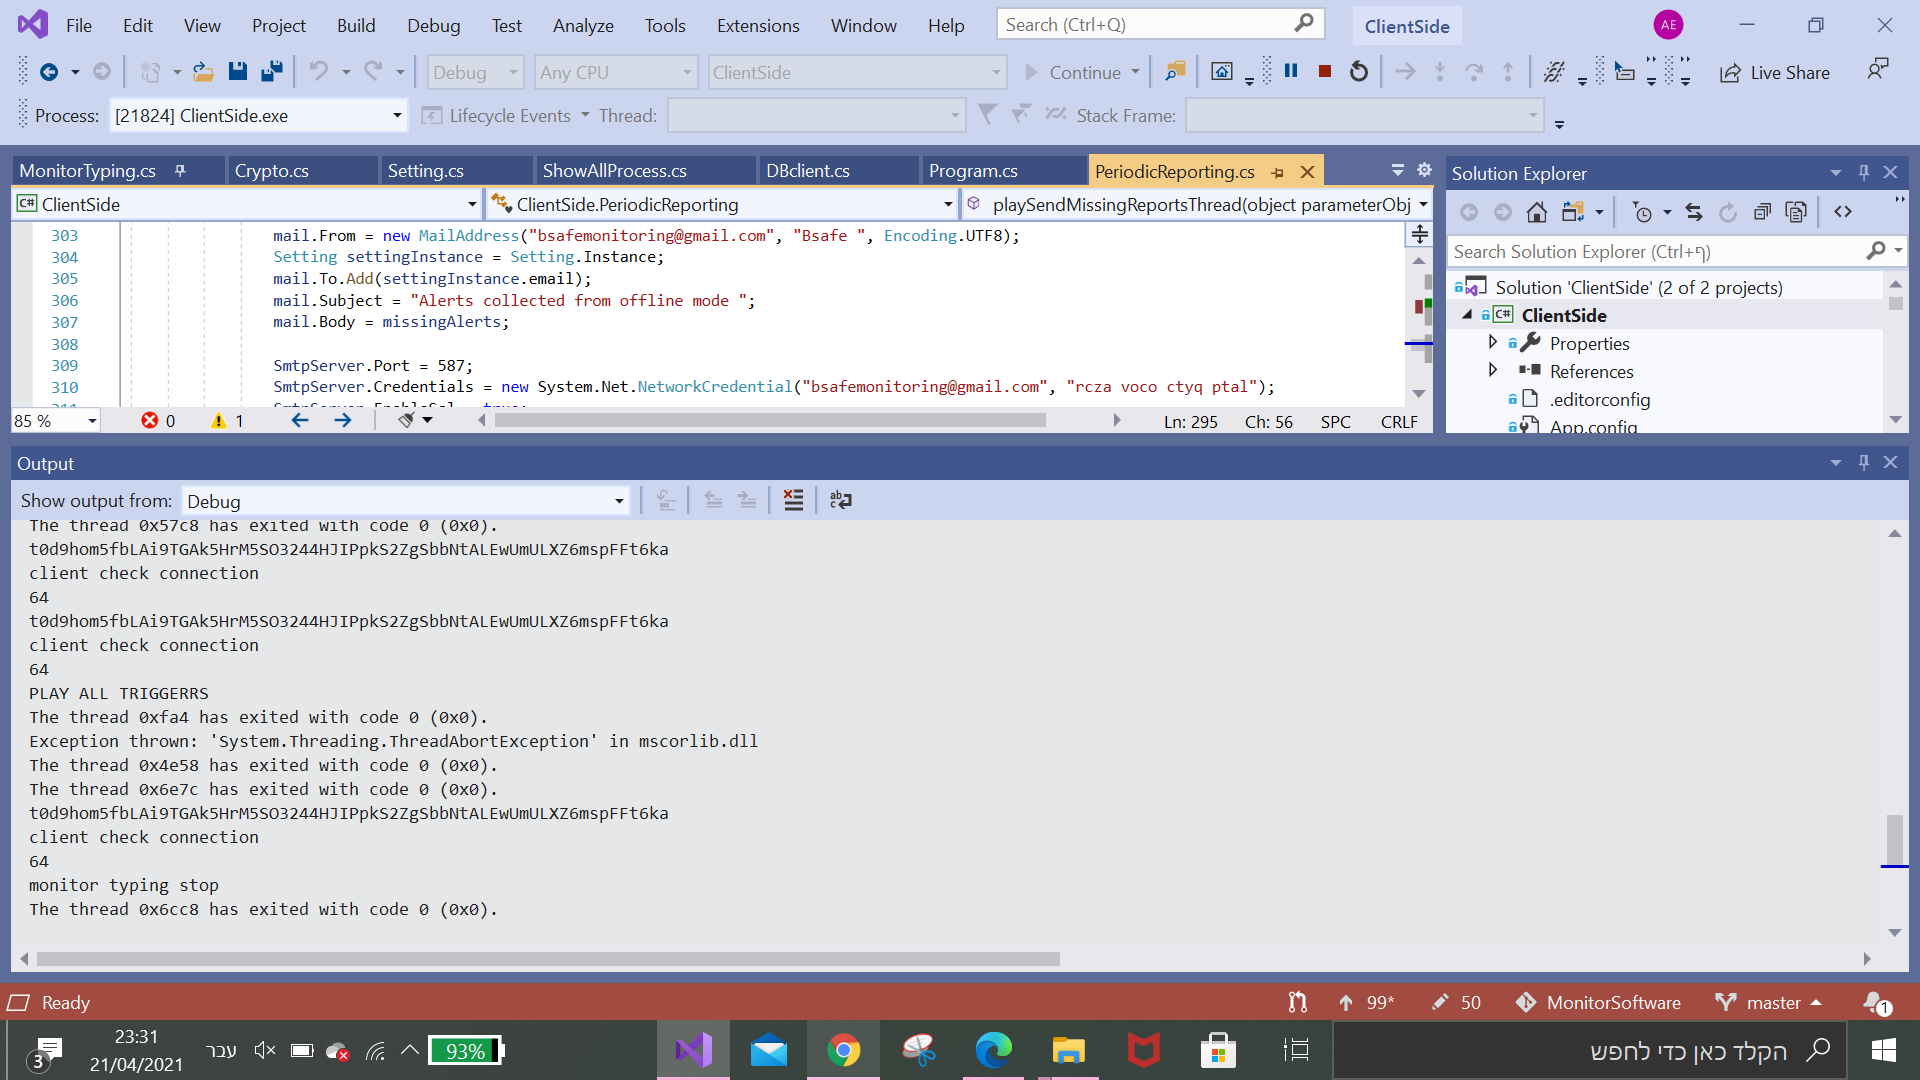 File Edit View Project Build Debug Test Analyze Tools Extensions Window Help Search (Ctrl+Q) ClientSide AE
Debug Any CPU ClientSide Continue Live Share
Process: [21824] ClientSide.exe Lifecycle Events Thread: Stack Frame:
MonitorTyping.cs Crypto.cs Setting.cs ShowAllProcess.cs DBclient.cs Program.cs PeriodicReporting.cs
C# ClientSide ClientSide.PeriodicReporting playSendMissingReportsThread(object parameterObj
303 mail.From = new MailAddress("bsafemonitoring@gmail.com", "Bsafe ", Encoding.UTF8);
304 Setting settingInstance = Setting.Instance;
305 mail.To.Add(settingInstance.email);
306 mail.Subject = "Alerts collected from offline mode ";
307 mail.Body = missingAlerts;
308
309 SmtpServer.Port = 587;
310 SmtpServer.Credentials = new System.Net.NetworkCredential("bsafemonitoring@gmail.com", "rcza voco ctyq ptal");
85 % 0 1 Ln: 295 Ch: 56 SPC CRLF
Solution Explorer
Search Solution Explorer (Ctrl+ף)
Solution 'ClientSide' (2 of 2 projects)
C# ClientSide
Properties
References
.editorconfig
App.config
Output
Show output from: Debug
The thread 0x57c8 has exited with code 0 (0x0).
t0d9hom5fbLAi9TGAk5HrM5SO3244HJIPpkS2ZgSbbNtALEwUmULXZ6mspFFt6ka
client check connection
64
t0d9hom5fbLAi9TGAk5HrM5SO3244HJIPpkS2ZgSbbNtALEwUmULXZ6mspFFt6ka
client check connection
64
PLAY ALL TRIGGERRS
The thread 0xfa4 has exited with code 0 (0x0).
Exception thrown: 'System.Threading.ThreadAbortException' in mscorlib.dll
The thread 0x4e58 has exited with code 0 (0x0).
The thread 0x6e7c has exited with code 0 (0x0).
t0d9hom5fbLAi9TGAk5HrM5SO3244HJIPpkS2ZgSbbNtALEwUmULXZ6mspFFt6ka
client check connection
64
monitor typing stop
The thread 0x6cc8 has exited with code 0 (0x0).
Ready 99* 50 MonitorSoftware master 1
3 23:31 עבר 93% הקלד כאן כדי לחפש
21/04/2021